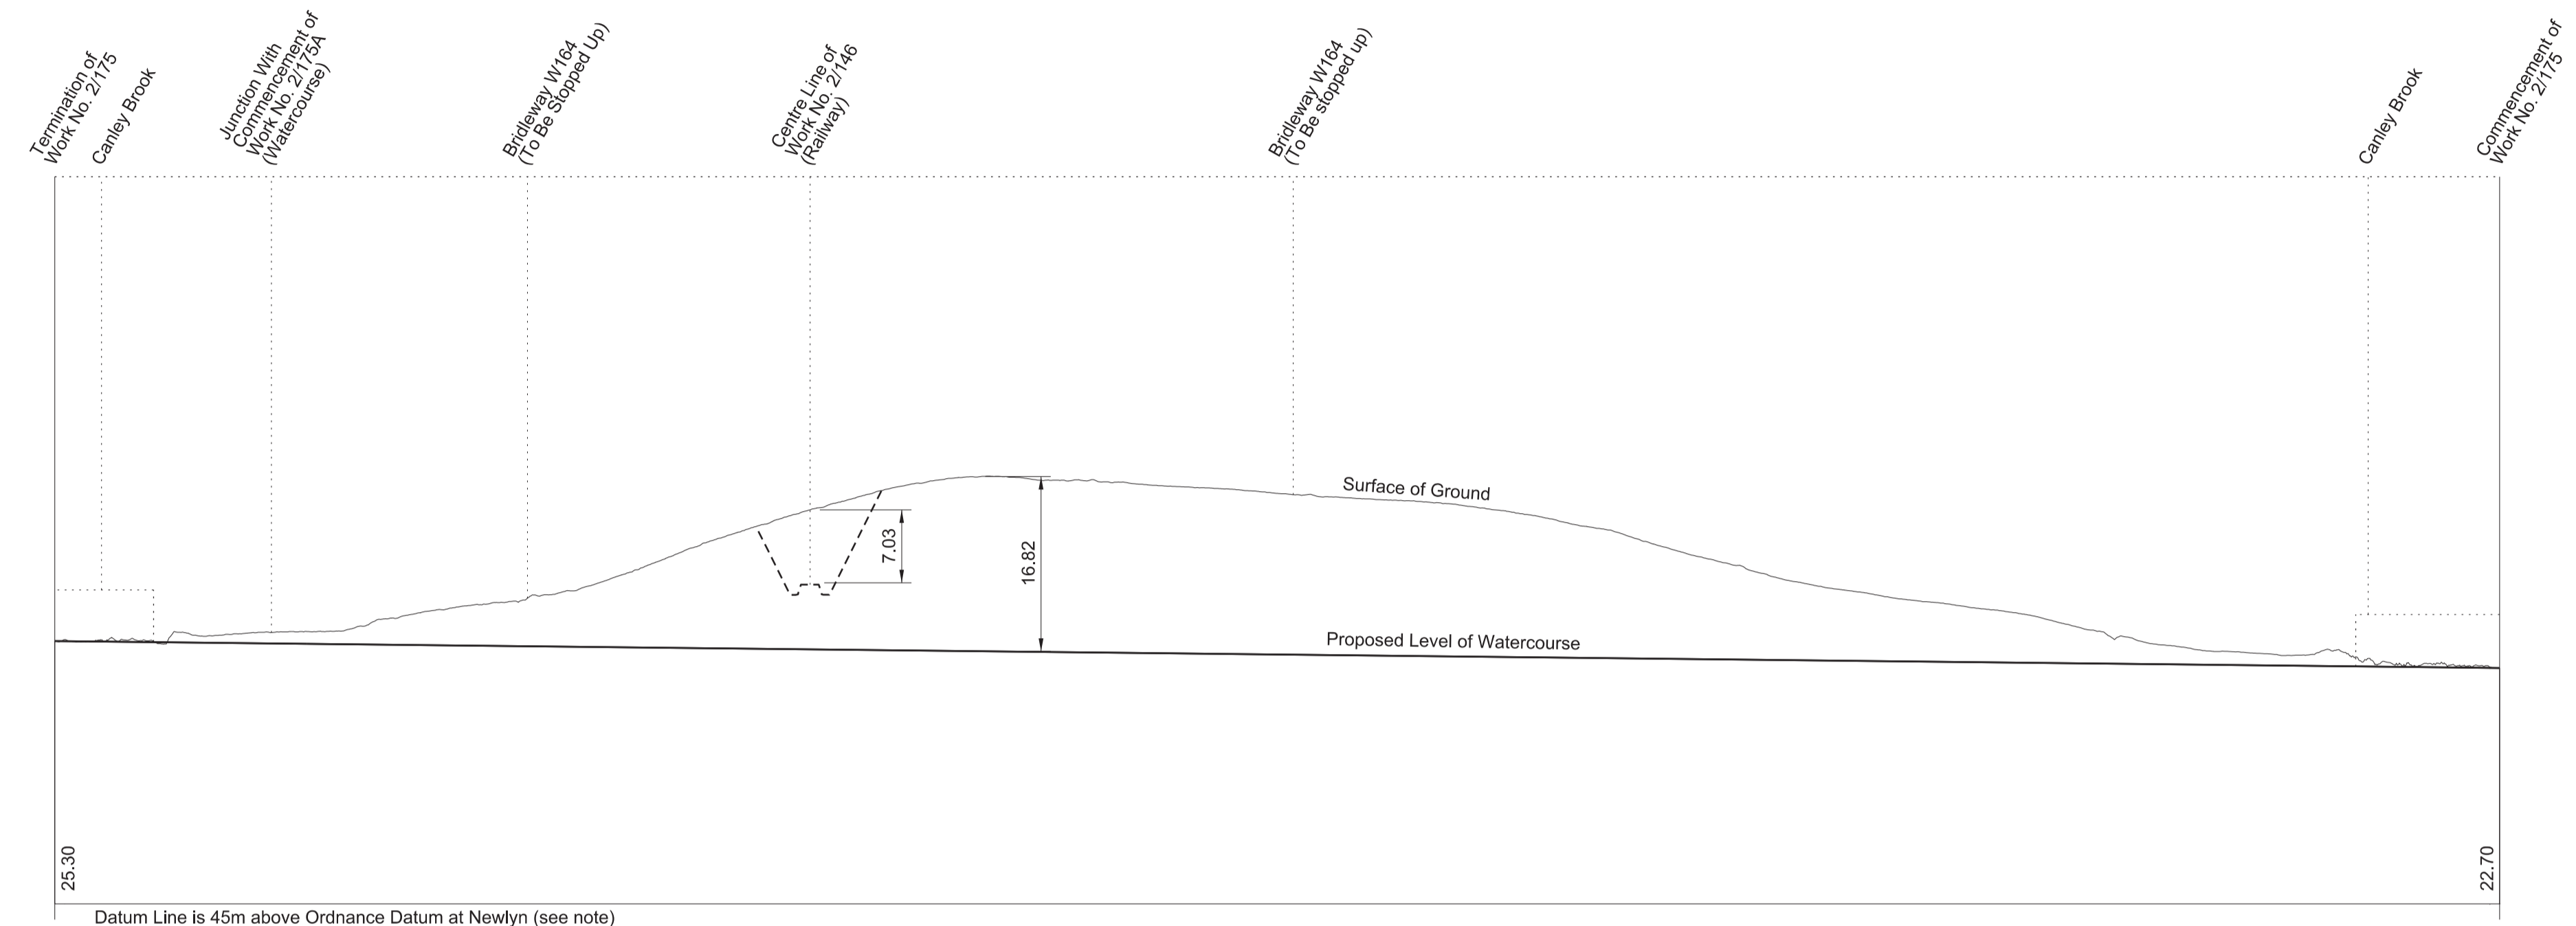 Termination of
Work No. 2/175
Canley Brook
Junction With
Commencement of
Work No. 2/175A
(Watercourse)
Bridleway W164
(To Be Stopped Up)
Centre Line of
Work No. 2/146
(Railway)
Bridleway W164
(To Be stopped up)
Canley Brook
Commencement of
Work No. 2/175
Surface of Ground
7.03
16.82
Proposed Level of Watercourse
25.30
22.70
Datum Line is 45m above Ordnance Datum at Newlyn (see note)